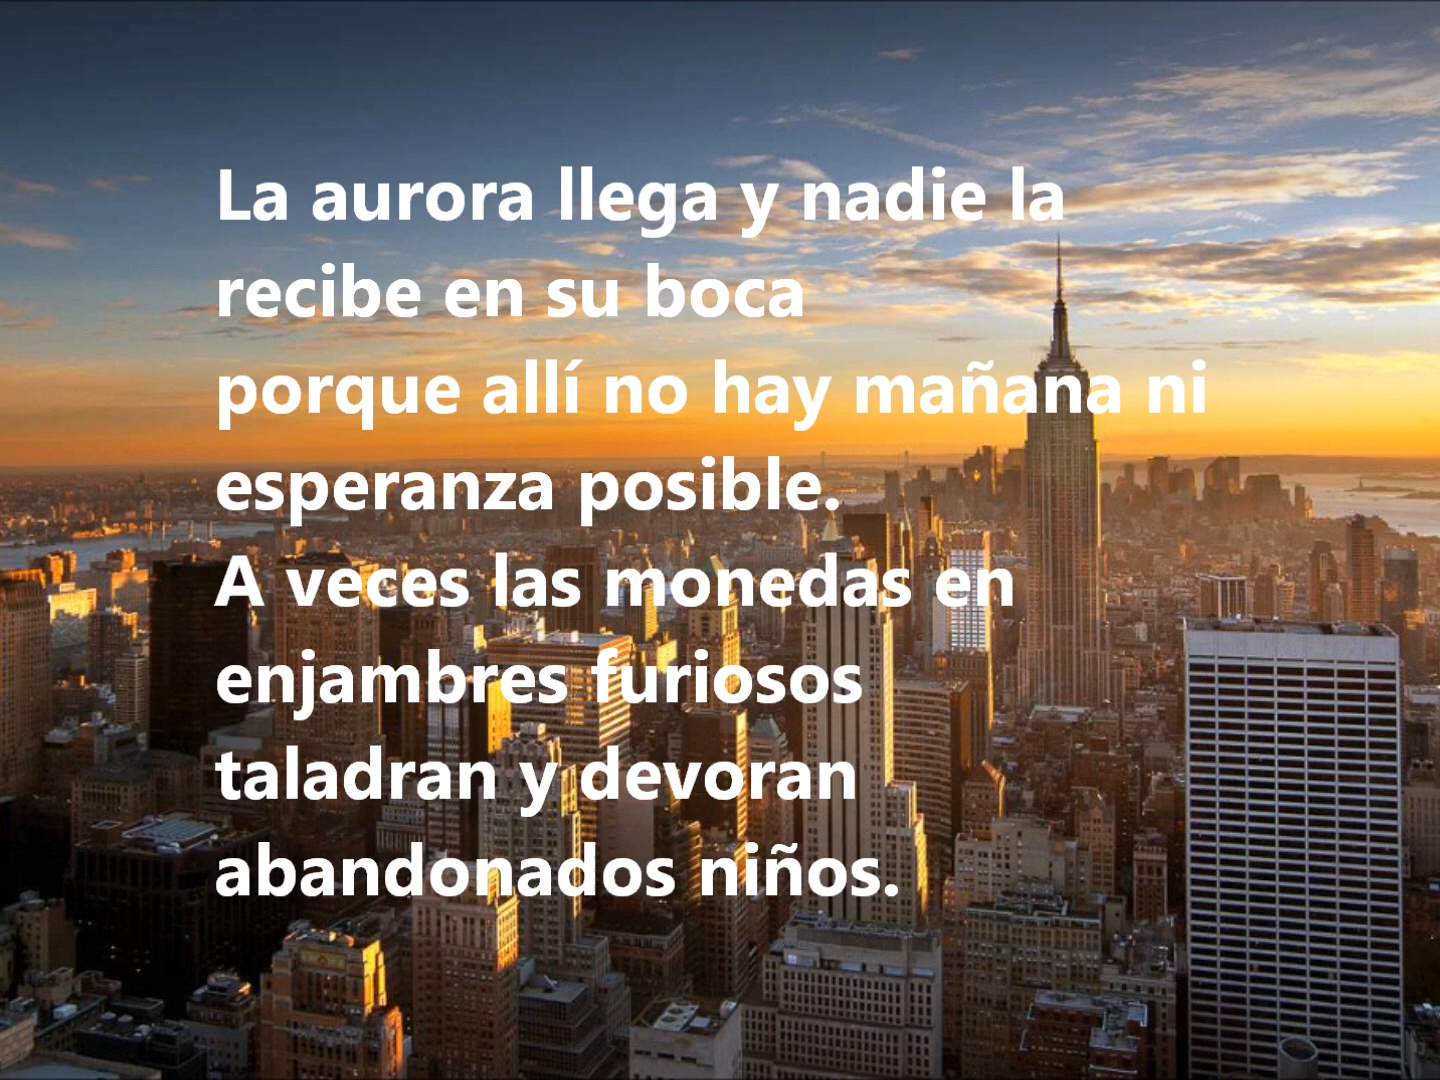 La aurora llega y nadie la
recibe en su boca
porque allí no hay mañana ni
esperanza posible.
A veces las monedas en
enjambres furiosos
taladran y devoran
abandonados niños.